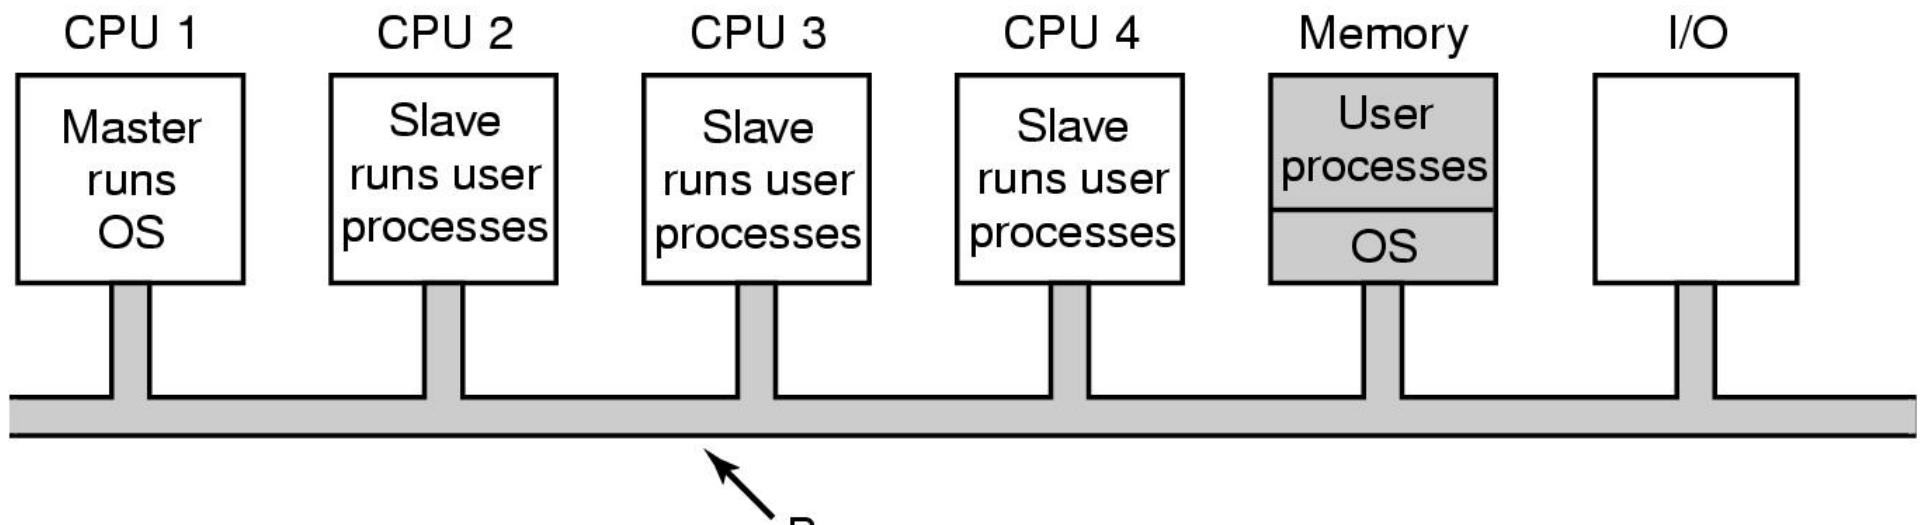 CPU 1
CPU 2
CPU 3
CPU 4
Memory
I/O
Master
runs
OS
Slave
runs user
processes
Slave
runs user
processes
Slave
runs user
processes
User
processes
OS